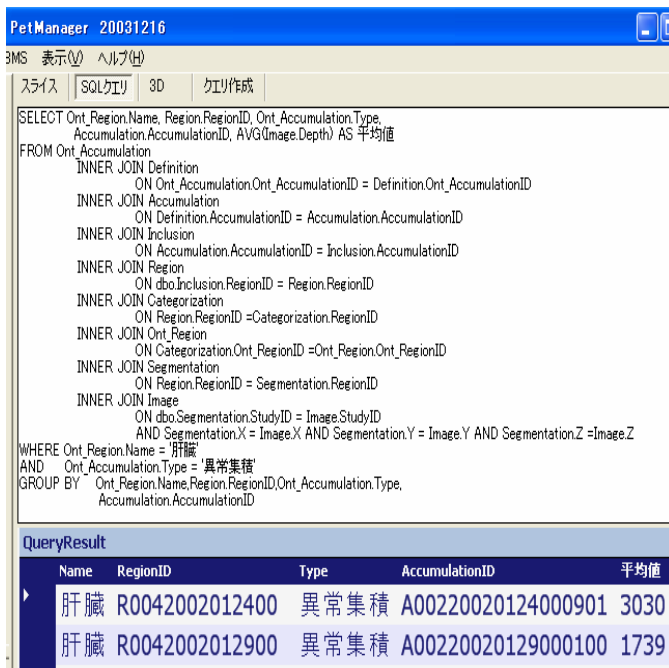 PetManager 20031216
BMS 表示(V) ヘルプ(H)
スライス SQLクエリ 3D クエリ作成
SELECT Ont_Region.Name, Region.RegionID, Ont_Accumulation.Type,
Accumulation.AccumulationID, AVG(Image.Depth) AS 平均値
FROM Ont_Accumulation
INNER JOIN Definition
ON Ont_Accumulation.Ont_AccumulationID = Definition.Ont_AccumulationID
INNER JOIN Accumulation
ON Definition.AccumulationID = Accumulation.AccumulationID
INNER JOIN Inclusion
ON Accumulation.AccumulationID = Inclusion.AccumulationID
INNER JOIN Region
ON dbo.Inclusion.RegionID = Region.RegionID
INNER JOIN Categorization
ON Region.RegionID =Categorization.RegionID
INNER JOIN Ont_Region
ON Categorization.Ont_RegionID =Ont_Region.Ont_RegionID
INNER JOIN Segmentation
ON Region.RegionID = Segmentation.RegionID
INNER JOIN Image
ON dbo.Segmentation.StudyID = Image.StudyID
AND Segmentation.X = Image.X AND Segmentation.Y = Image.Y AND Segmentation.Z =Image.Z
WHERE Ont_Region.Name = '肝臓'
AND Ont_Accumulation.Type = '異常集積'
GROUP BY Ont_Region.Name,Region.RegionID,Ont_Accumulation.Type,
Accumulation.AccumulationID
QueryResult
Name RegionID Type AccumulationID 平均値
肝臓 R0042002012400 異常集積 A00220020124000901 3030
肝臓 R0042002012900 異常集積 A00220020129000100 1739